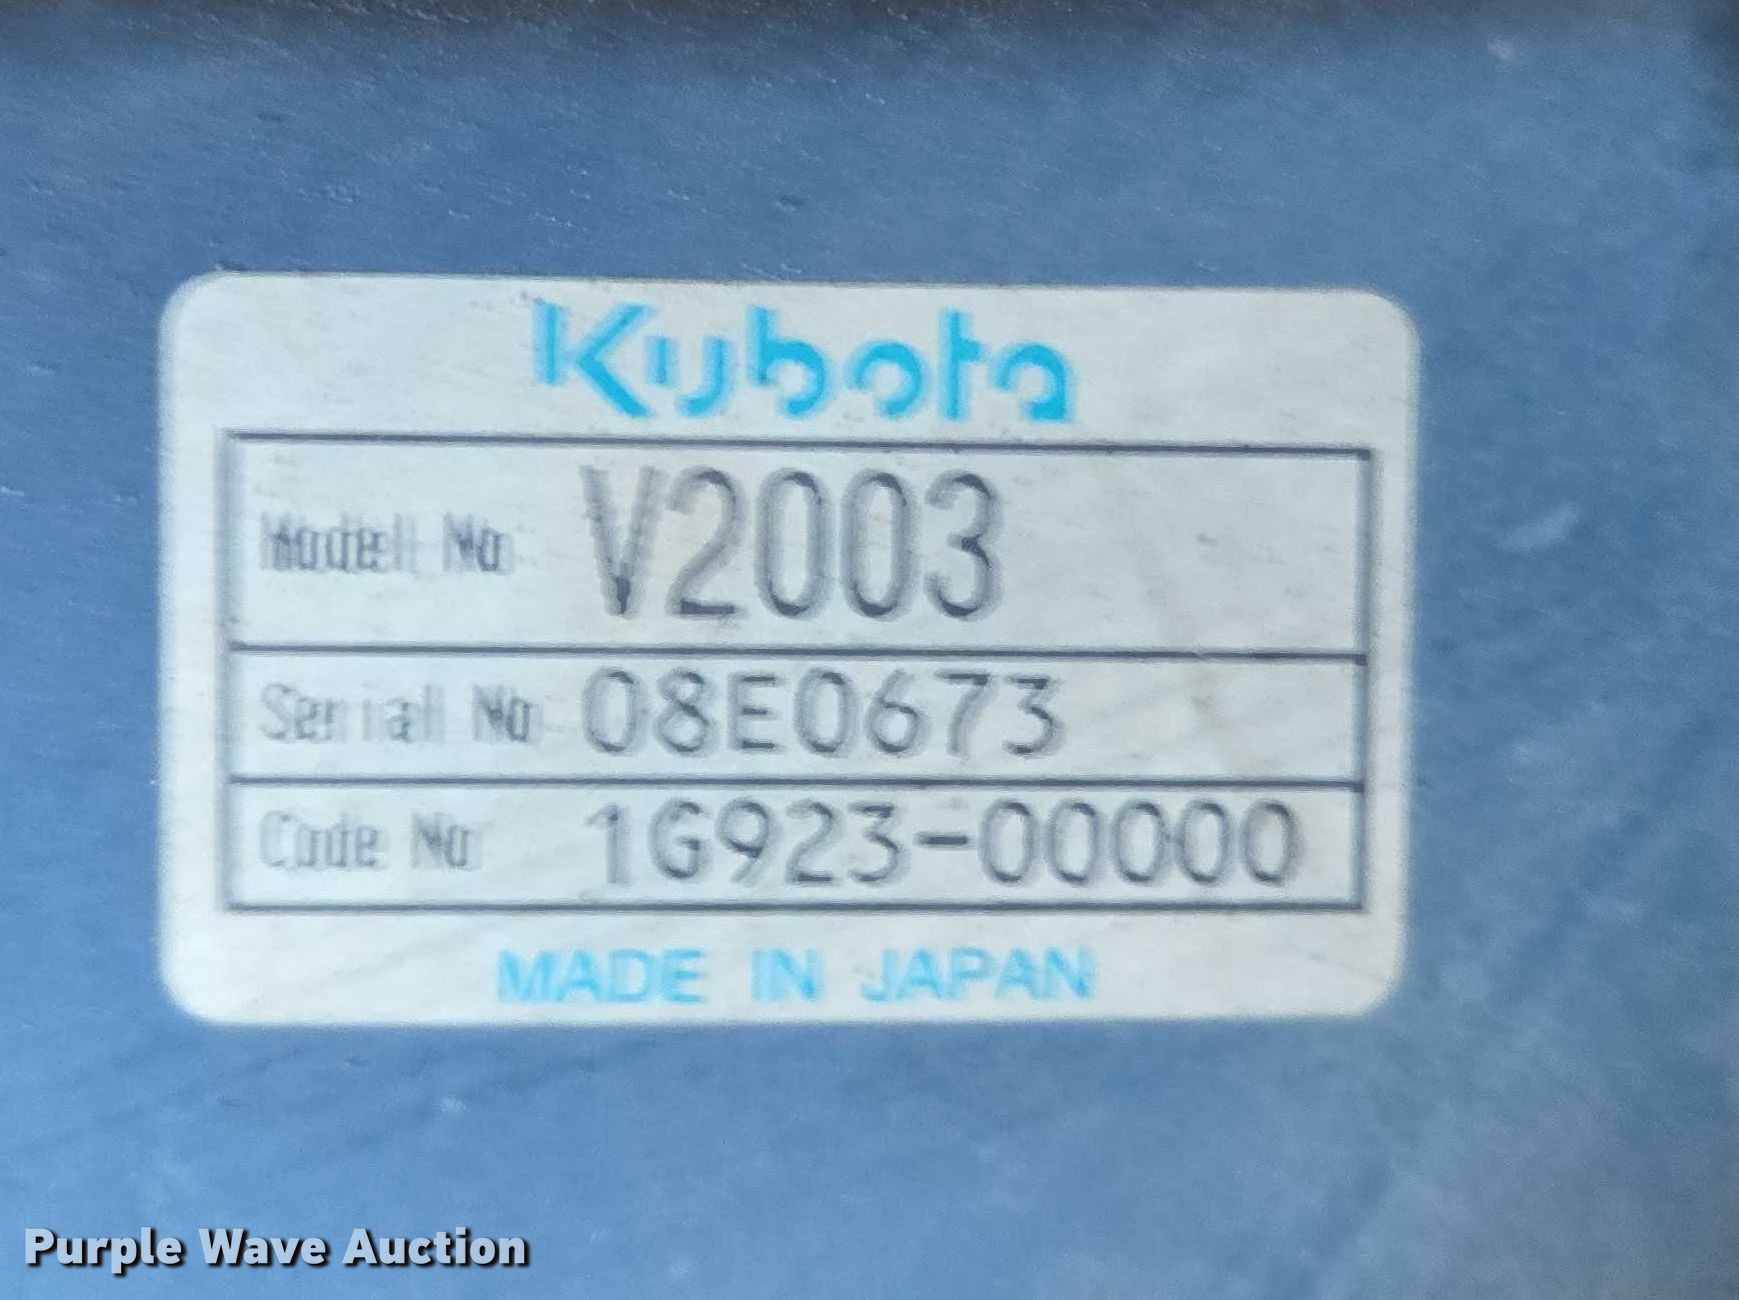 Kubota
Model No V2003
Serial No 08E0673
Code No 1G923-00000
MADE IN JAPAN
Purple Wave Auction